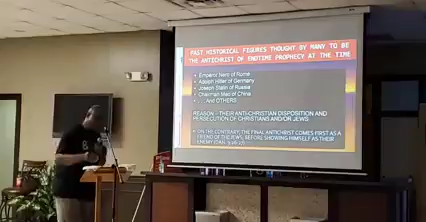 PAST HISTORICAL FIGURES THOUGHT BY MANY TO BE
THE ANTICHRIST OF ENDTIME PROPHECY AT THE TIME
Emperor Nero of Rome
Adolph Hitler of Germany
Joseph Stalin of Russia
Chairman Mao of China
. . . . And OTHERS
REASON – THEIR ANTI-CHRISTIAN DISPOSITION AND
PERSECUTION OF CHRISTIANS AND/OR JEWS
ON THE CONTRARY, THE FINAL ANTICHRIST COMES FIRST AS A
FRIEND OF THE JEWS, BEFORE SHOWING HIMSELF AS THEIR
ENEMY (DAN.